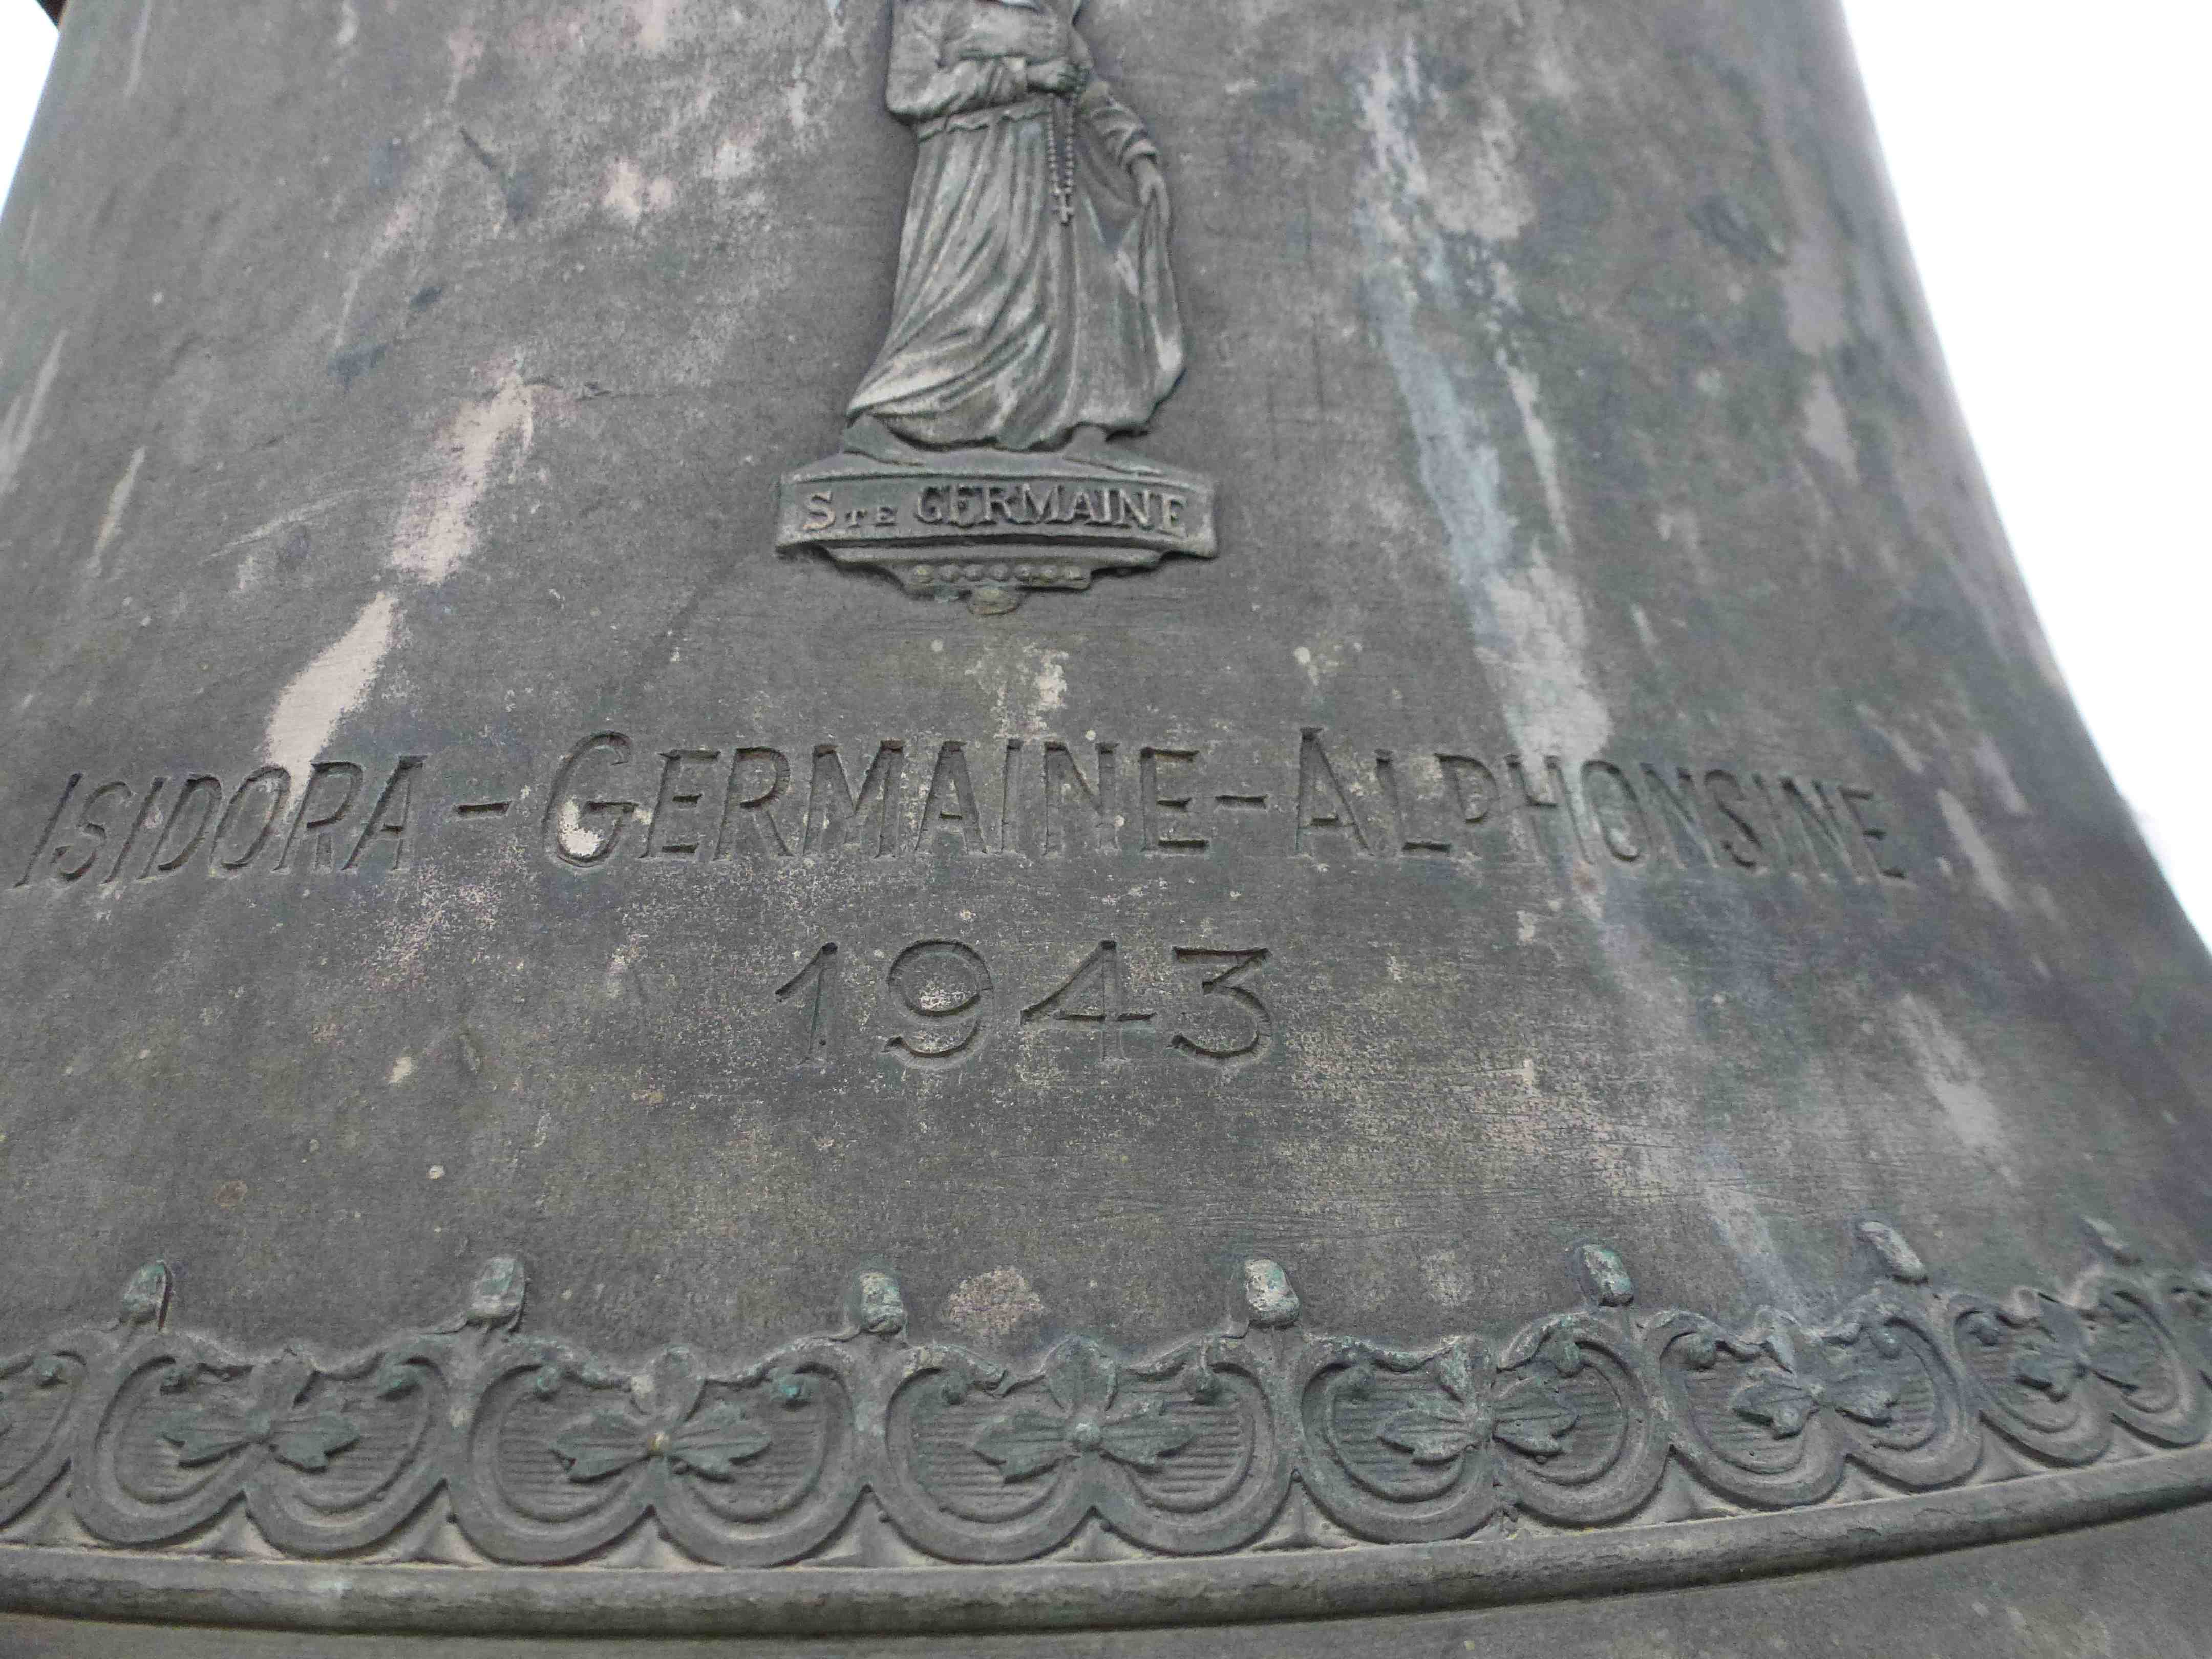 STE GERMAINE
ISIDORA-GERMAINE-ALPHONSINE
1943